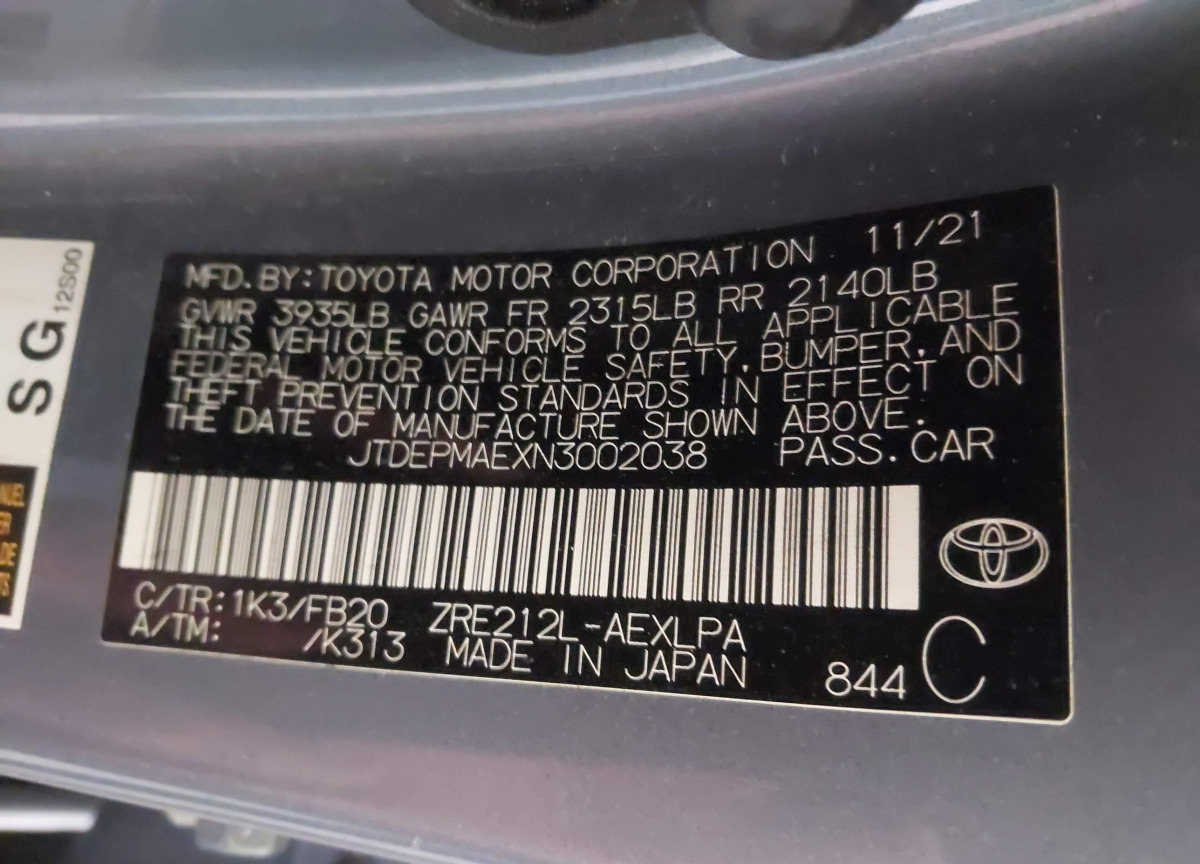 MFD.BY:TOYOTA MOTOR CORPORATION 11/21
GVWR 3935LB GAWR FR 2315LB RR 2140LB
THIS VEHICLE CONFORMS TO ALL APPLICABLE
FEDERAL MOTOR VEHICLE SAFETY,BUMPER,AND
THEFT PREVENTION STANDARDS IN EFFECT ON
THE DATE OF MANUFACTURE SHOWN ABOVE.
JTDEPMAEXN3002038 PASS.CAR
C/TR:1K3/FB20 ZRE212L-AEXLPA
A/TM: /K313 MADE IN JAPAN
844 C
SG
12S00